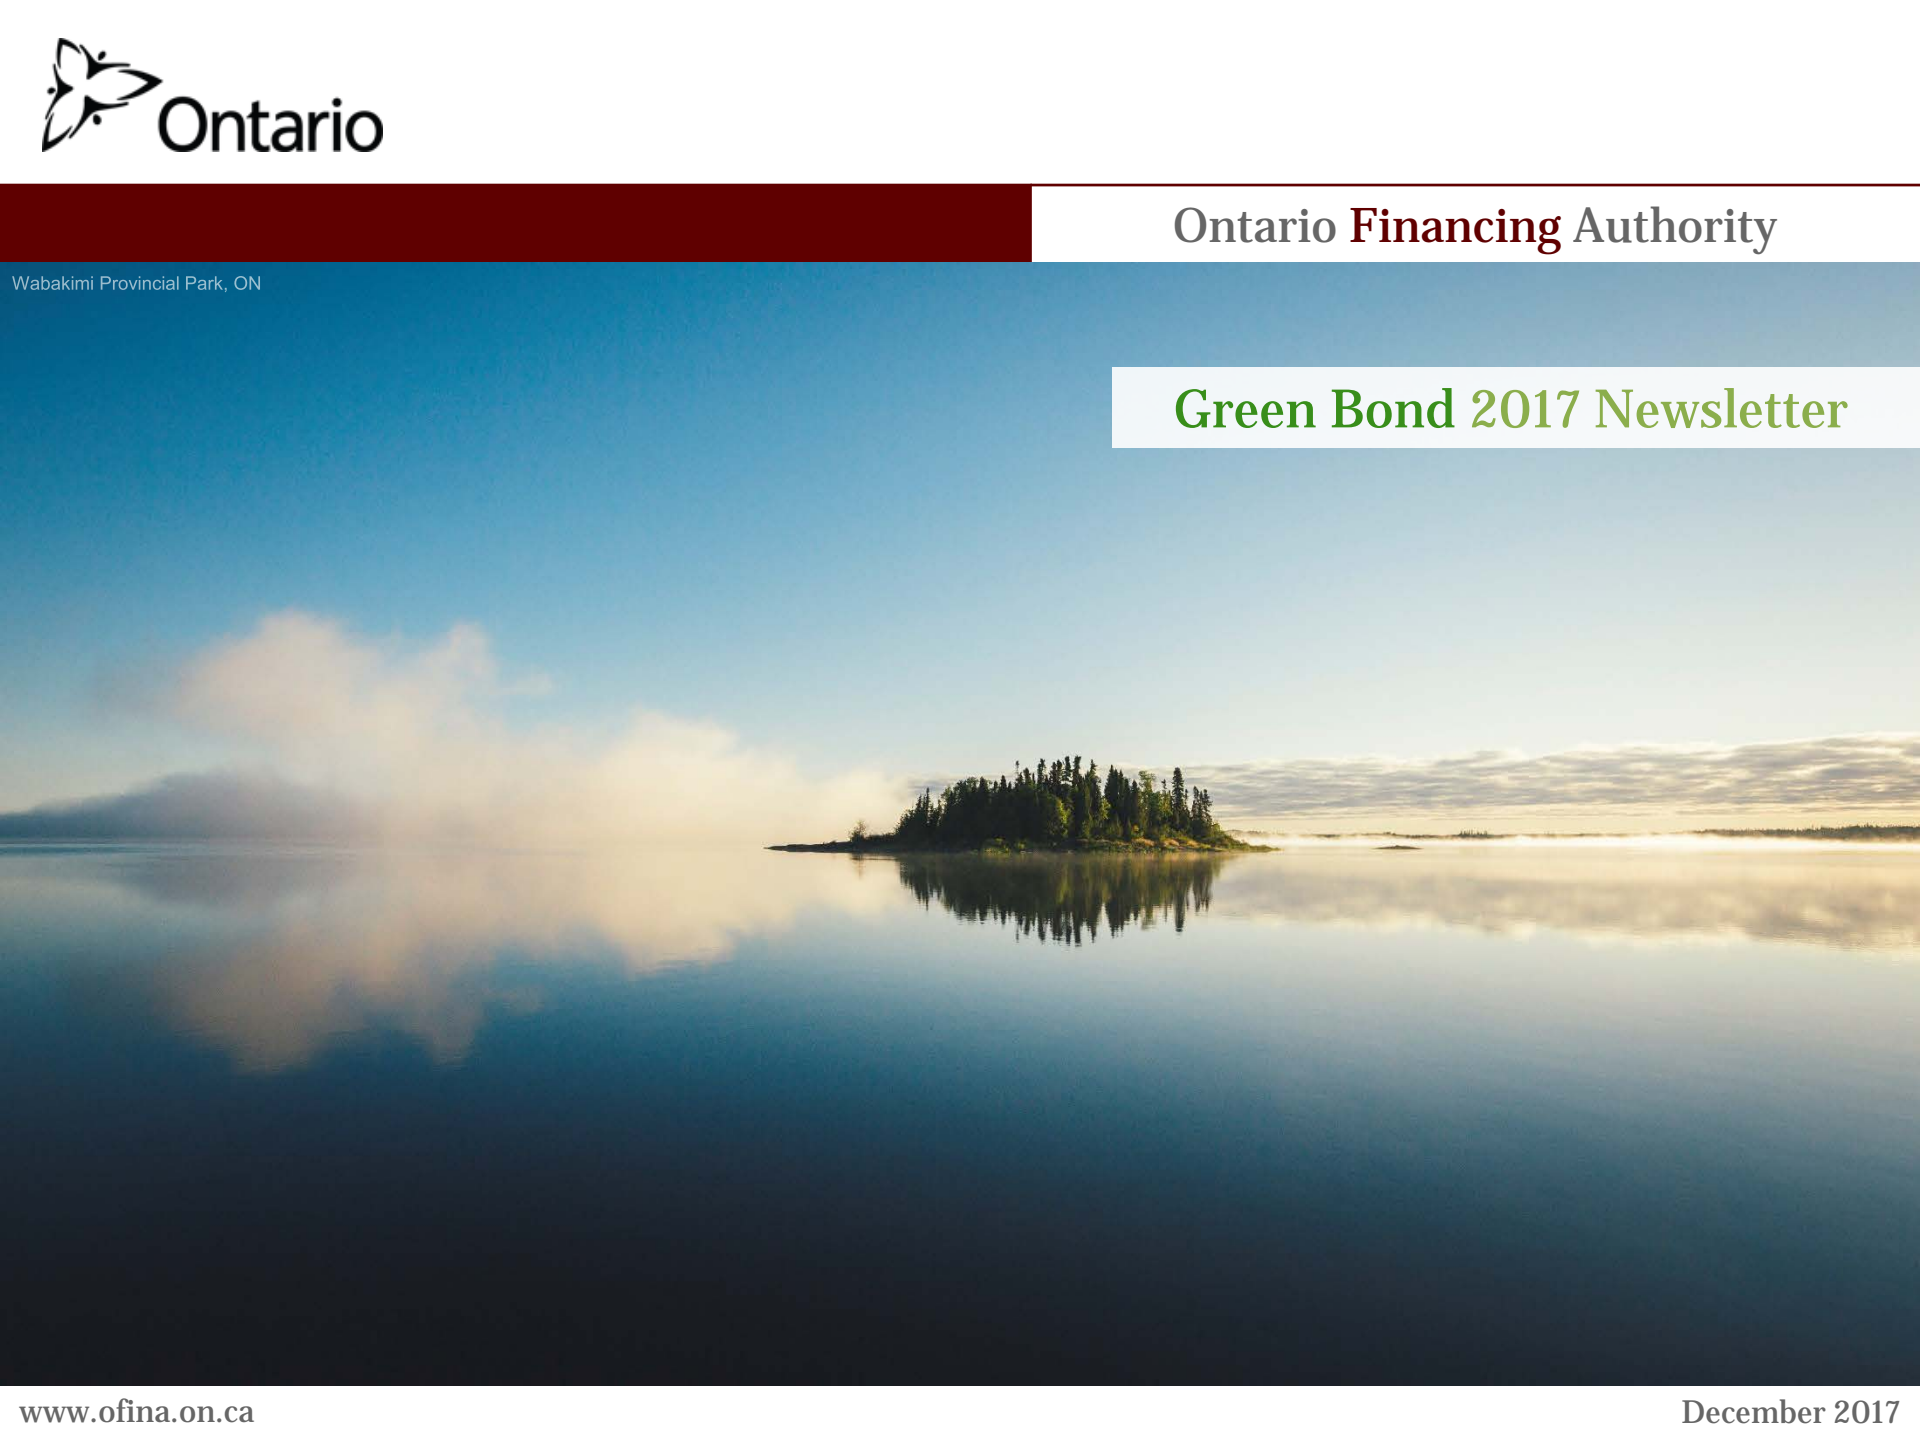 Ontario
Ontario Financing Authority
Wabakimi Provincial Park, ON
Green Bond 2017 Newsletter
www.ofina.on.ca
December 2017